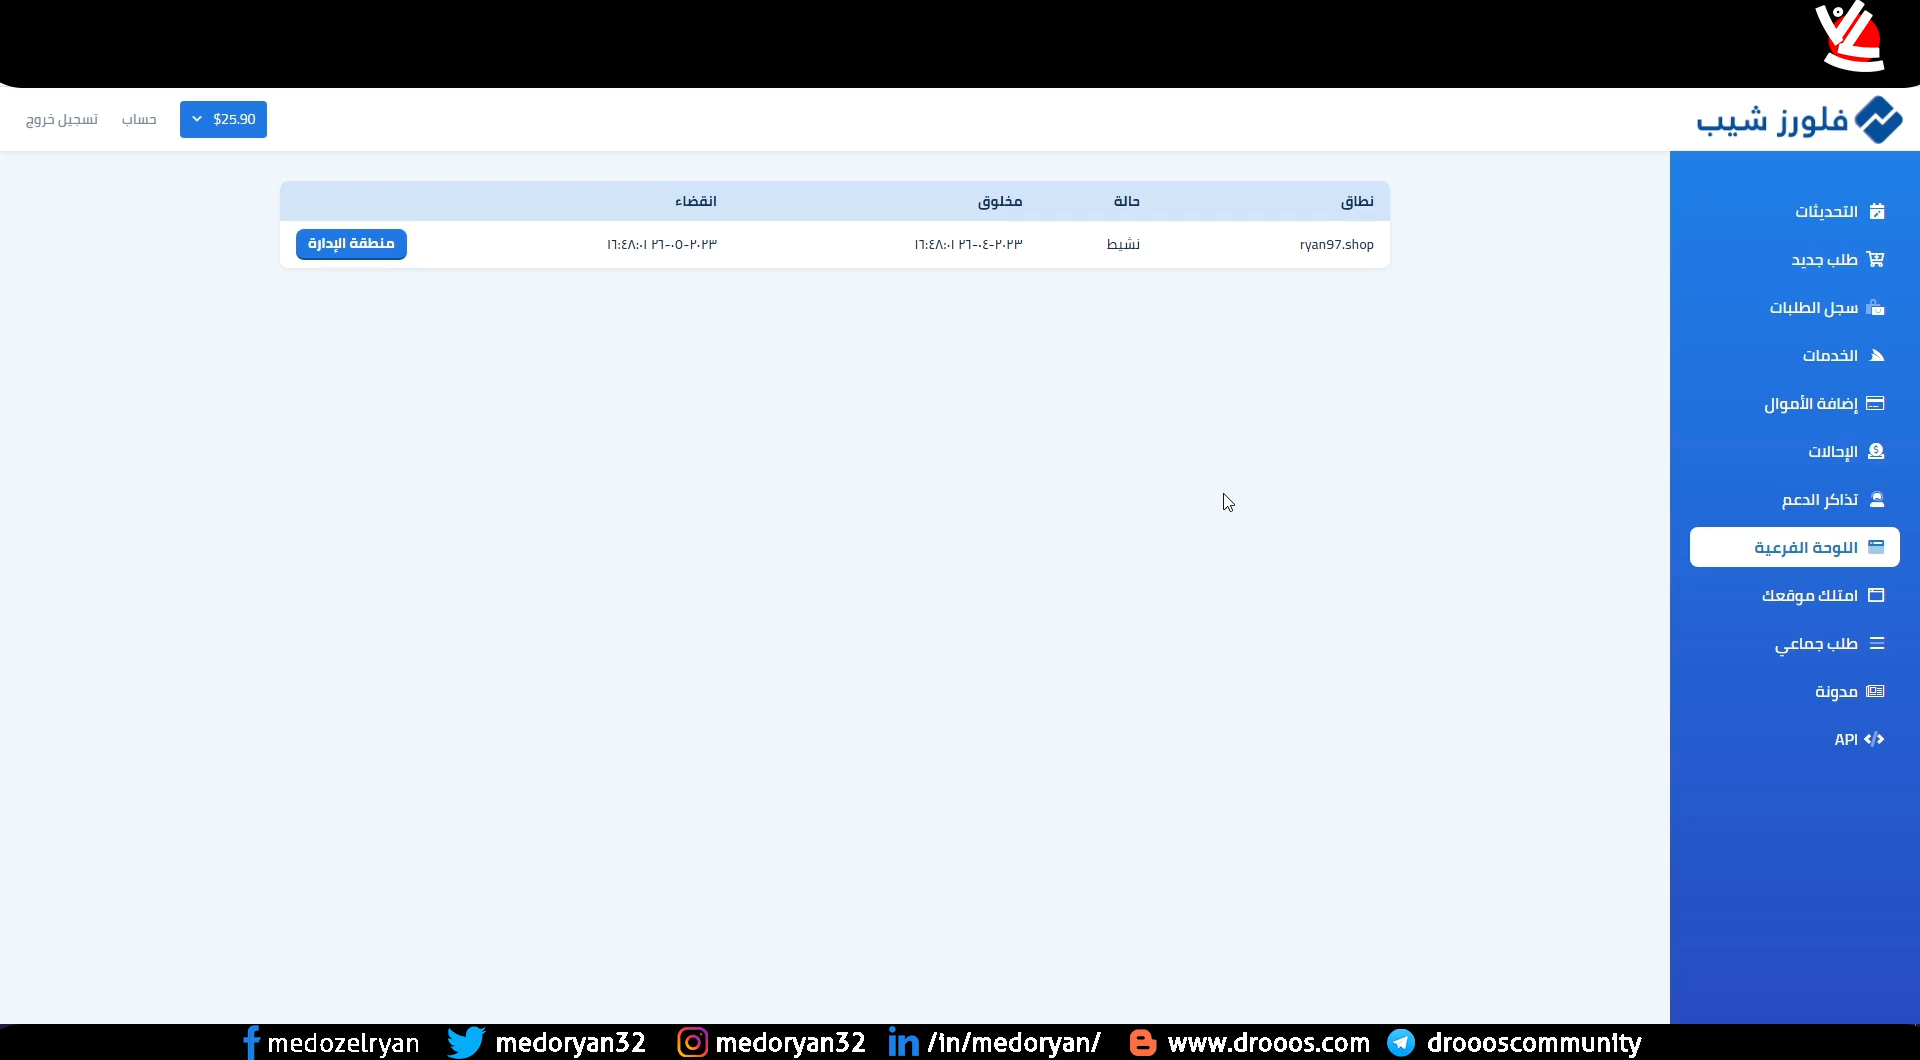 فلورز شيب
$25.90
حساب
تسجيل خروج
التحديثات
طلب جديد
سجل الطلبات
الخدمات
إضافة الأموال
الإحالات
تذاكر الدعم
اللوحة الفرعية
امتلك موقعك
طلب جماعي
مدونة
API
نطاق حالة مخلوق انقضاء
ryan97.shop نشيط ٢٠٢٣-٠٤-٢٦ ١٦:٤٨:٠١ ٢٠٢٣-٠٥-٢٦ ١٦:٤٨:٠١ منطقة الإدارة
medozelryan medoryan32 medoryan32 /in/medoryan/ www.drooos.com droooscommunity